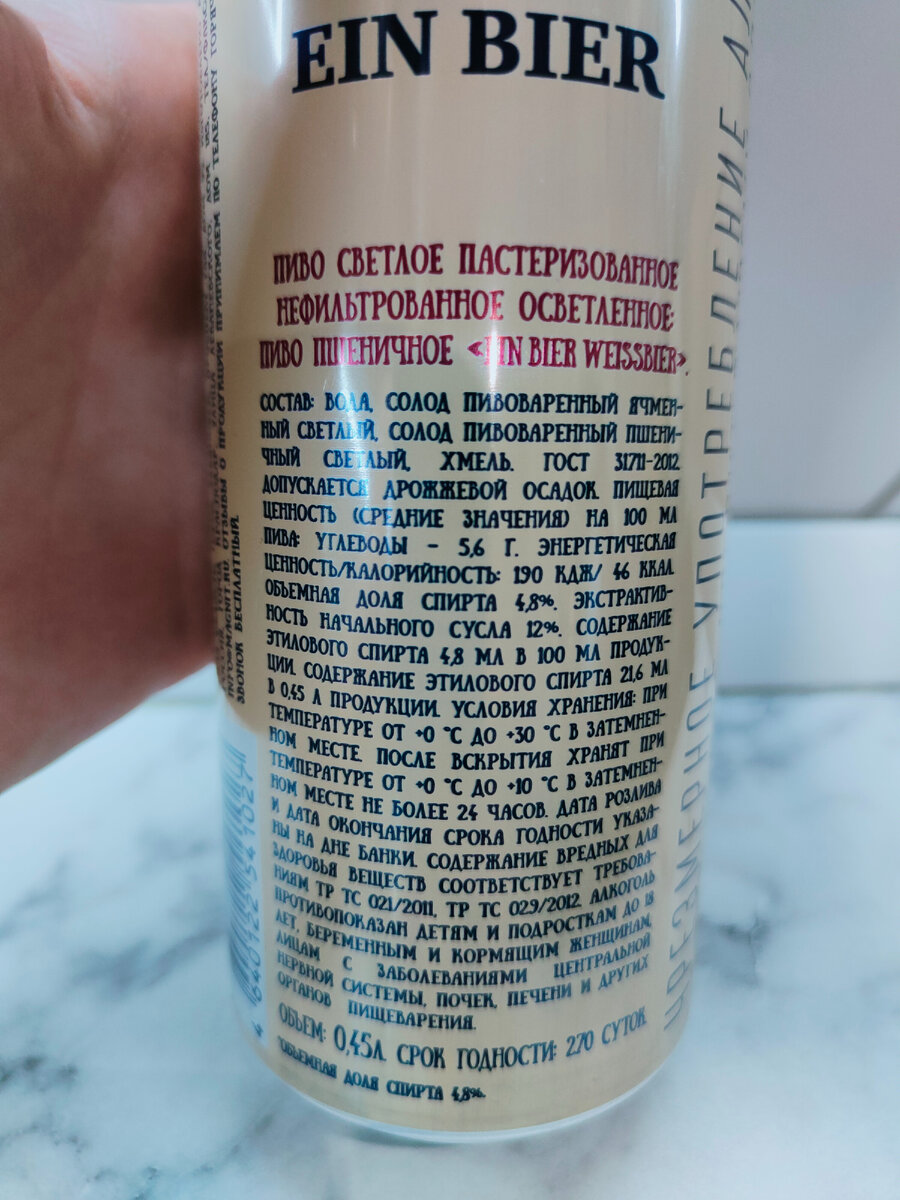 EIN BIER
ПИВО СВЕТЛОЕ ПАСТЕРИЗОВАННОЕ
НЕФИЛЬТРОВАННОЕ ОСВЕТЛЕННОЕ:
ПИВО ПШЕНИЧНОЕ «EIN BIER WEISSBIER».
СОСТАВ: ВОДА, СОЛОД ПИВОВАРЕННЫЙ ЯЧМЕН-
НЫЙ СВЕТЛЫЙ, СОЛОД ПИВОВАРЕННЫЙ ПШЕНИ-
ЧНЫЙ СВЕТЛЫЙ, ХМЕЛЬ. ГОСТ 31711-2012.
ДОПУСКАЕТСЯ ДРОЖЖЕВОЙ ОСАДОК. ПИЩЕВАЯ
ЦЕННОСТЬ (СРЕДНИЕ ЗНАЧЕНИЯ) НА 100 МЛ
ПИВА: УГЛЕВОДЫ – 5,6 Г. ЭНЕРГЕТИЧЕСКАЯ
ЦЕННОСТЬ/КАЛОРИЙНОСТЬ: 190 КДЖ/ 46 ККАЛ.
ОБЪЕМНАЯ ДОЛЯ СПИРТА 4,8%. ЭКСТРАКТИВ-
НОСТЬ НАЧАЛЬНОГО СУСЛА 12%. СОДЕРЖАНИЕ
ЭТИЛОВОГО СПИРТА 4,8 МЛ В 100 МЛ ПРОДУК-
ЦИИ. СОДЕРЖАНИЕ ЭТИЛОВОГО СПИРТА 21,6 МЛ
В 0,45 Л ПРОДУКЦИИ. УСЛОВИЯ ХРАНЕНИЯ: ПРИ
ТЕМПЕРАТУРЕ ОТ +0 °С ДО +30 °С В ЗАТЕМНЕН-
НОМ МЕСТЕ. ПОСЛЕ ВСКРЫТИЯ ХРАНЯТ ПРИ
ТЕМПЕРАТУРЕ ОТ +0 °С ДО +10 °С В ЗАТЕМНЕН-
НОМ МЕСТЕ НЕ БОЛЕЕ 24 ЧАСОВ. ДАТА РОЗЛИВА
И ДАТА ОКОНЧАНИЯ СРОКА ГОДНОСТИ УКАЗА-
НЫ НА ДНЕ БАНКИ. СОДЕРЖАНИЕ ВРЕДНЫХ ДЛЯ
ЗДОРОВЬЯ ВЕЩЕСТВ СООТВЕТСТВУЕТ ТРЕБОВА-
НИЯМ ТР ТС 021/2011, ТР ТС 029/2012. АЛКОГОЛЬ
ПРОТИВОПОКАЗАН ДЕТЯМ И ПОДРОСТКАМ ДО 18
ЛЕТ, БЕРЕМЕННЫМ И КОРМЯЩИМ ЖЕНЩИНАМ,
ЛИЦАМ С ЗАБОЛЕВАНИЯМИ ЦЕНТРАЛЬНОЙ
НЕРВНОЙ СИСТЕМЫ, ПОЧЕК, ПЕЧЕНИ И ДРУГИХ
ОРГАНОВ ПИЩЕВАРЕНИЯ.
ОБЪЕМ: 0,45Л. СРОК ГОДНОСТИ: 270 СУТОК.
ОБЪЕМНАЯ ДОЛЯ СПИРТА 4,8%.
ЧРЕЗМЕРНОЕ УПОТРЕБЛЕНИЕ
ОТЗЫВЫ О ПРОДУКЦИИ ПРИНИМАЕМ ПО ТЕЛЕФОНУ
ЗВОНОК БЕСПЛАТНЫЙ.